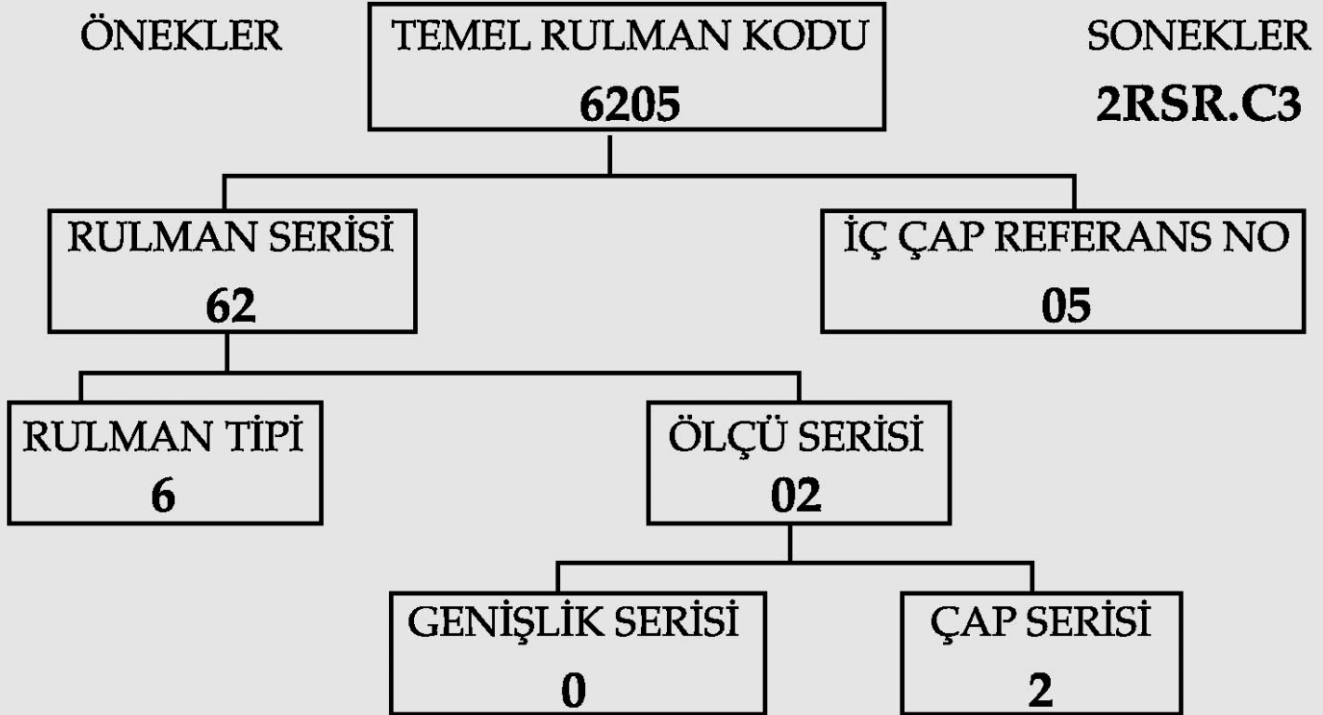 ÖNEKLER
TEMEL RULMAN KODU
6205
SONEKLER
2RSR.C3
RULMAN SERİSİ
62
İÇ ÇAP REFERANS NO
05
RULMAN TİPİ
6
ÖLÇÜ SERİSİ
02
GENİŞLİK SERİSİ
0
ÇAP SERİSİ
2